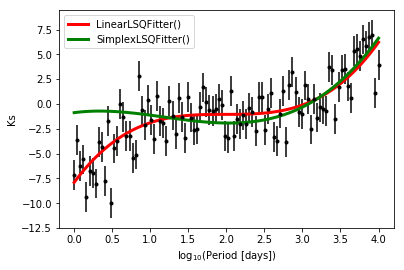 LinearLSQFitter()
SimplexLSQFitter()
7.5
5.0
2.5
0.0
−2.5
−5.0
−7.5
−10.0
−12.5
Ks
0.0 0.5 1.0 1.5 2.0 2.5 3.0 3.5 4.0
log₁₀(Period [days])